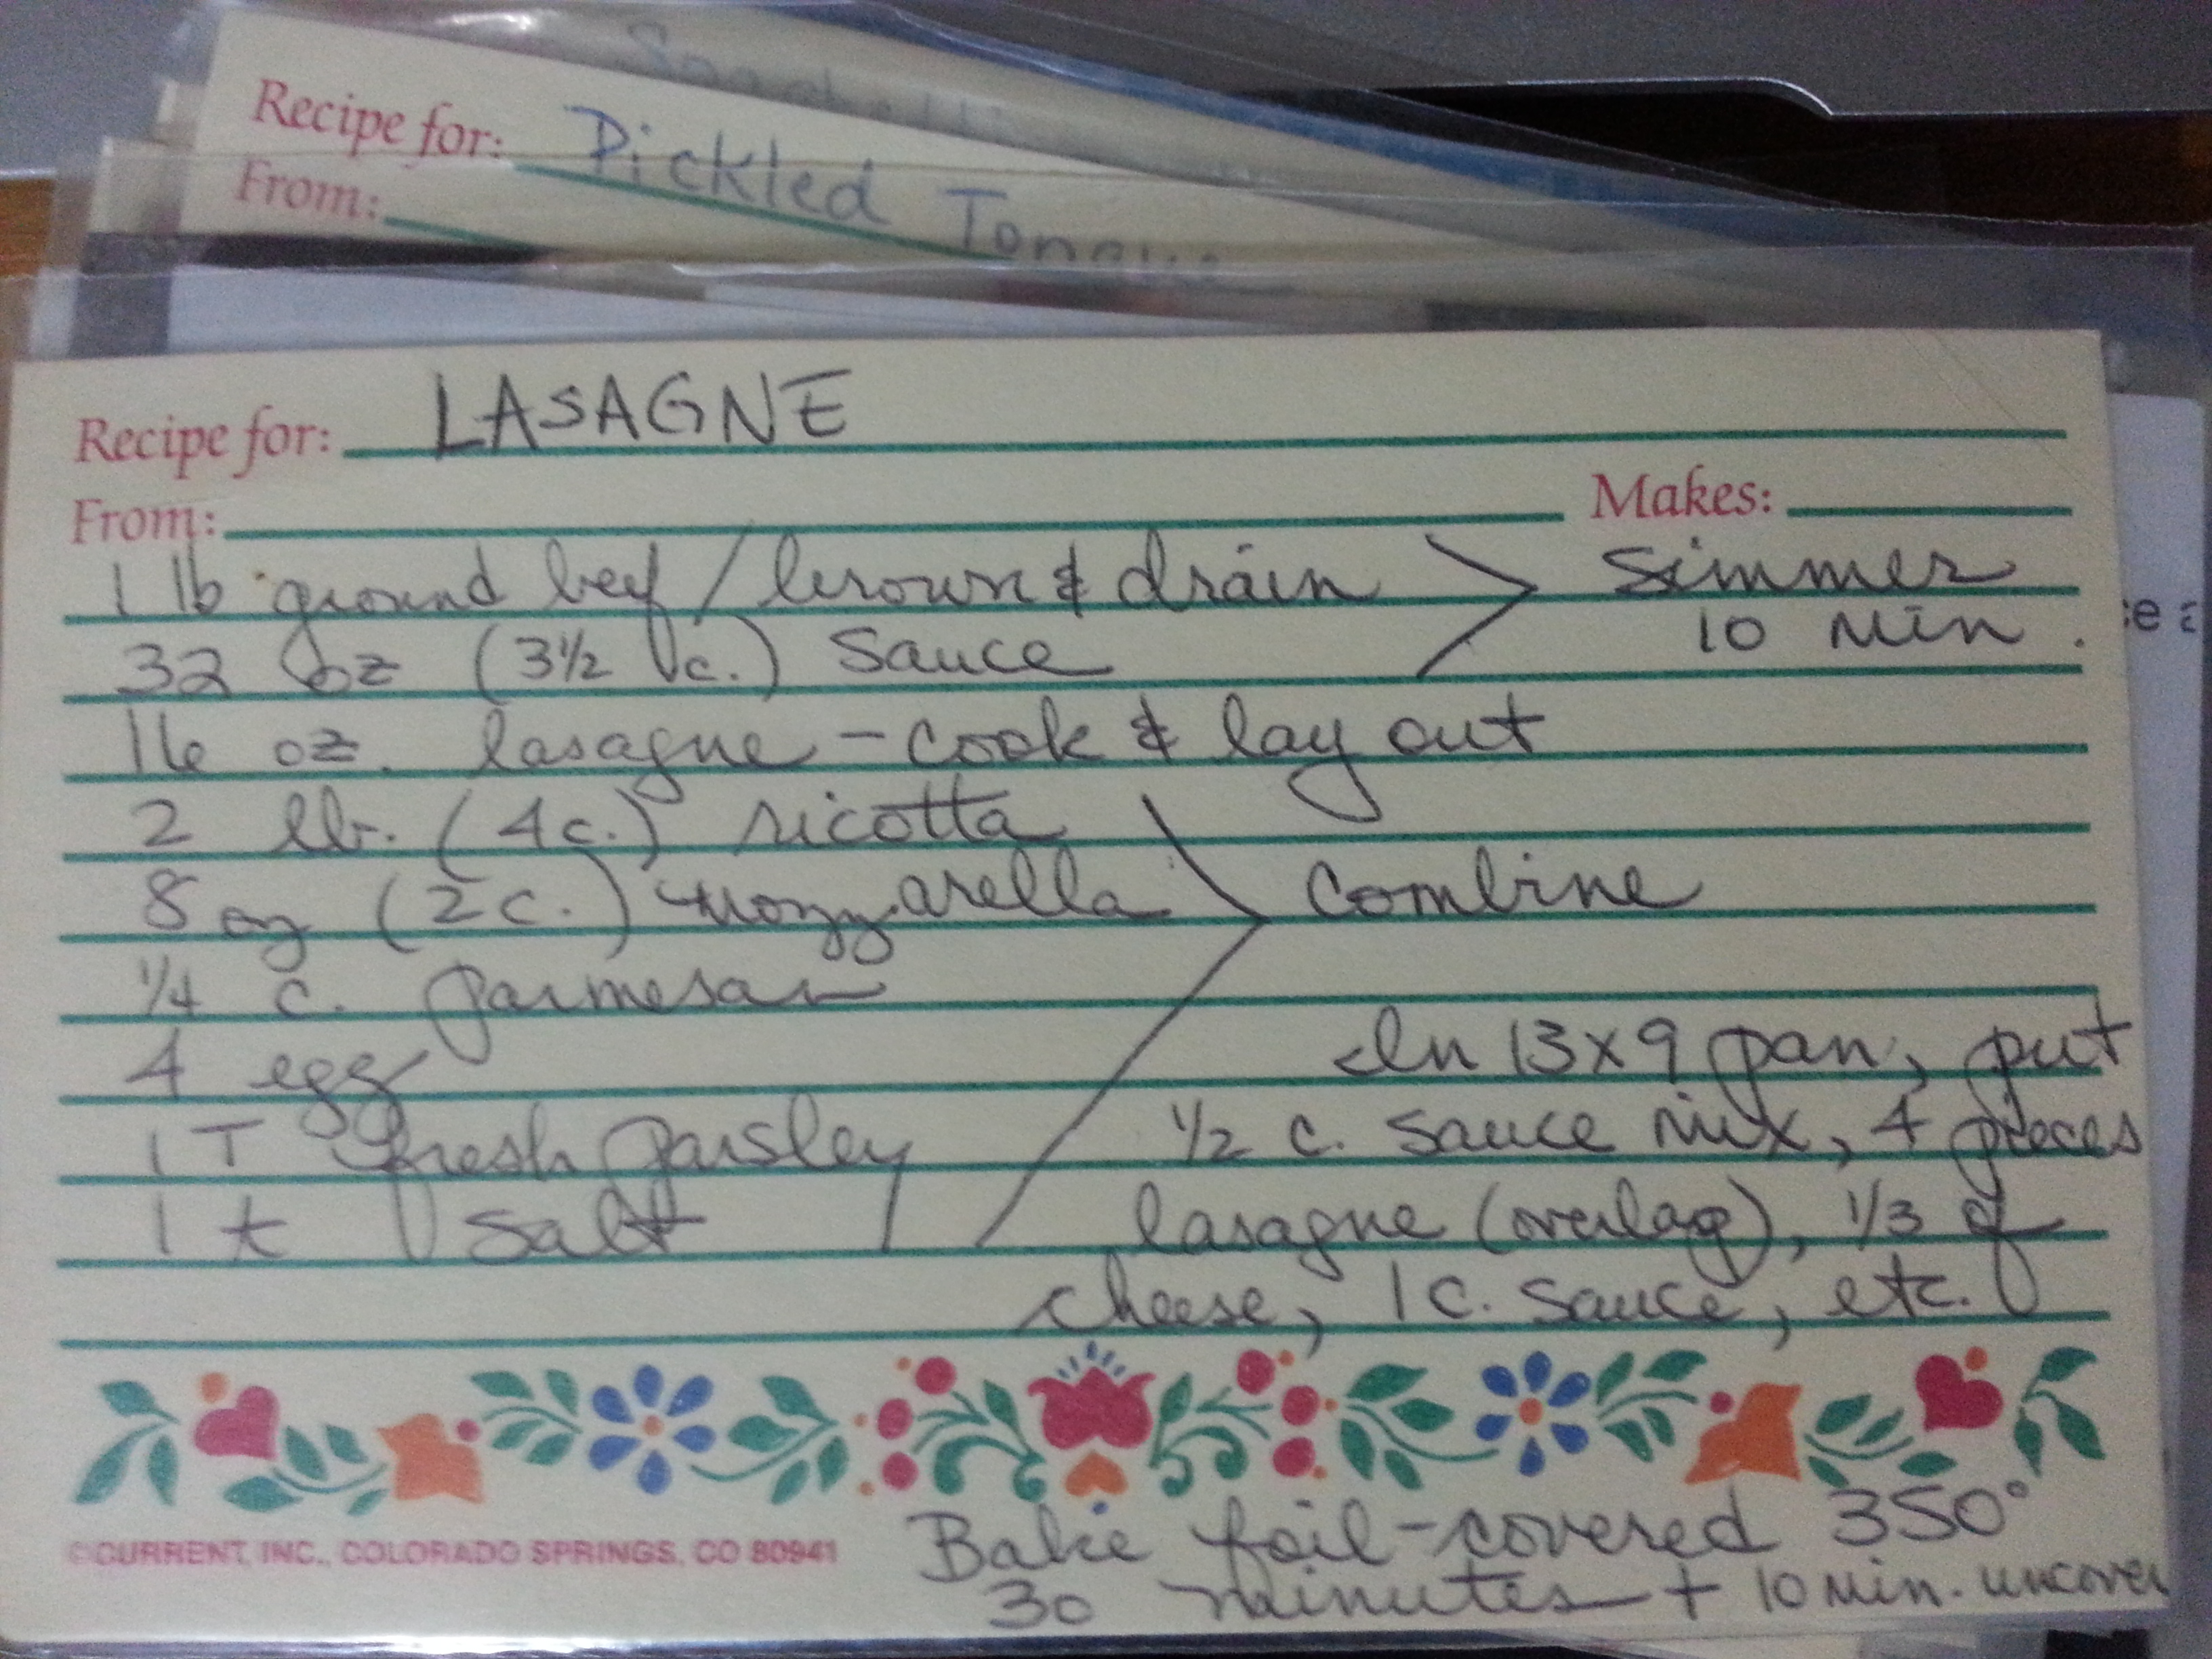 Recipe for: Pickled Tongue
From:
Recipe for: LASAGNE
From: Makes:
1 lb ground beef / brown & drain > Simmer
32 oz (3½ c.) Sauce 10 Min.
16 oz. lasagne - cook & lay out
2 lb. (4 c.) ricotta
8 oz (2 c.) mozzarella > Combine
¼ c. parmesan
4 egg
1 T fresh parsley
1 t salt
In 13x9 pan, put
½ c. sauce mix, 4 pieces
lasagne (overlap), 1/3 of
cheese, 1 c. sauce, etc.
©CURRENT, INC., COLORADO SPRINGS, CO 80941
Bake foil-covered 350°
30 minutes + 10 Min. uncover